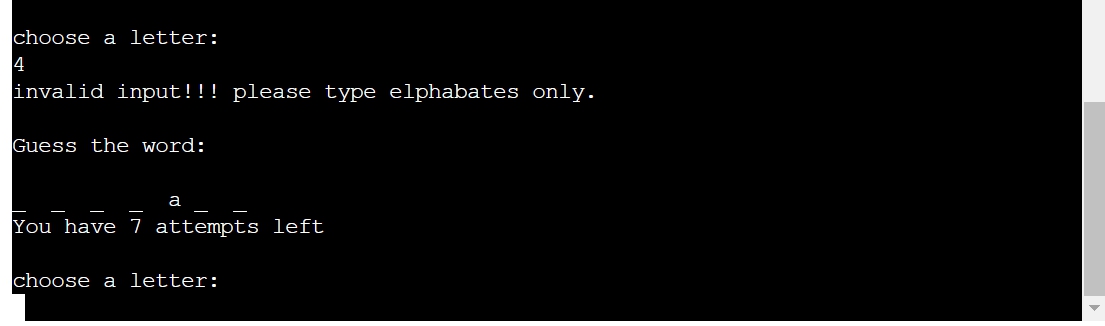 choose a letter:
4
invalid input!!! please type elphabates only.
Guess the word:
_ _ _ _ a _ _
You have 7 attempts left
choose a letter: